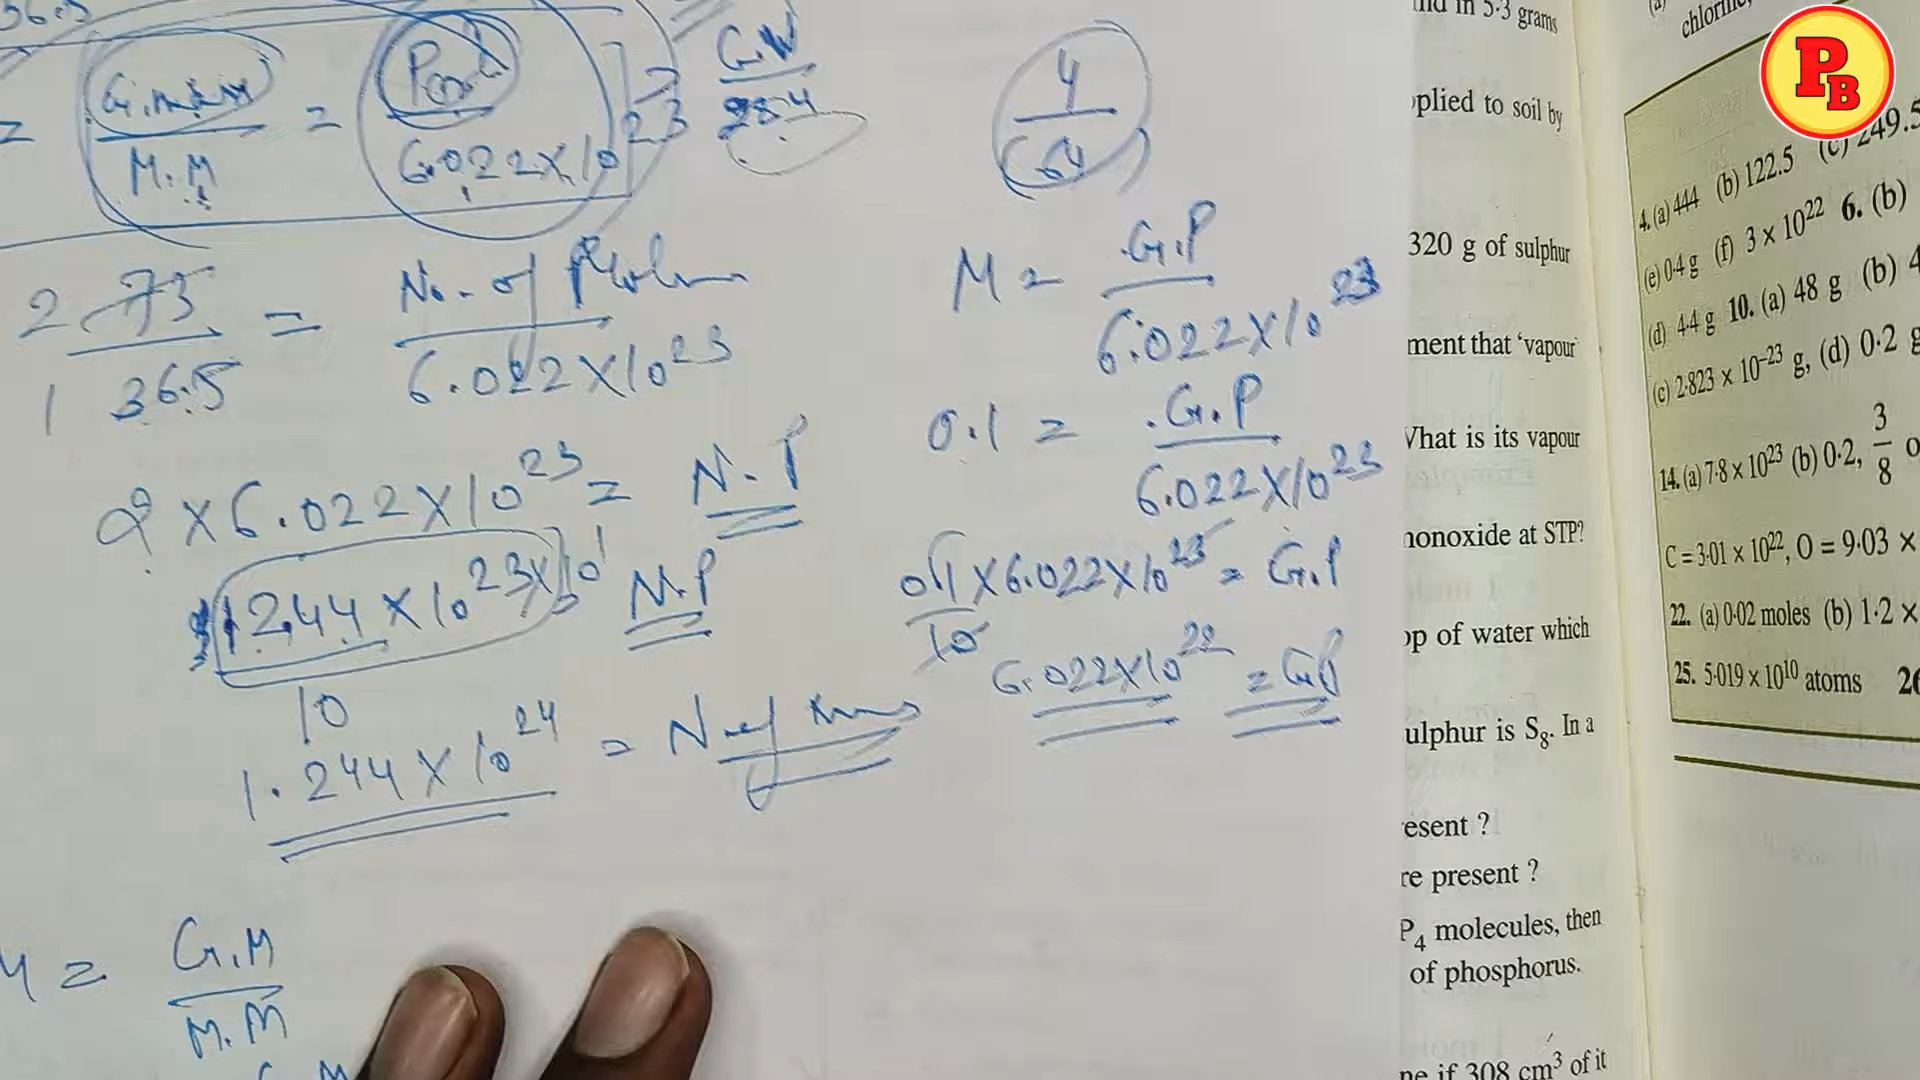 G.M
M.M
=
6.022×10²³
=
4
64
2 73 = No. of
1 36.5 6.022×10²³
2 × 6.022×10²³ = N.P
12.44 × 10²³×10¹ N.P
10
1.244 × 10²⁴ = N of
M = G.P
6.022×10²³
0.1 = G.P
6.022×10²³
0.1 × 6.022×10²³ = G.P
10
6.022×10²² = G.P
M = G.M
M.M
in 5·3 grams
plied to soil by
320 g of sulphur
ment that ‘vapour
What is its vapour
monoxide at STP?
op of water which
ulphur is S₈. In a
esent ?
re present ?
P₄ molecules, then
of phosphorus.
ne if 308 cm³ of it
(a)
chlorine,
PB
4. (a) 444 (b) 122.5 (c) 249.5
(e) 0·4 g (f) 3 × 10²² 6. (b)
(d) 4·4 g 10. (a) 48 g (b) 4
(c) 2·823 × 10⁻²³ g, (d) 0·2 g
14. (a) 7·8 × 10²³ (b) 0·2, 3/8 o
C = 3·01 × 10²², O = 9·03 ×
22. (a) 0·02 moles (b) 1·2 ×
25. 5·019 × 10¹⁰ atoms 26